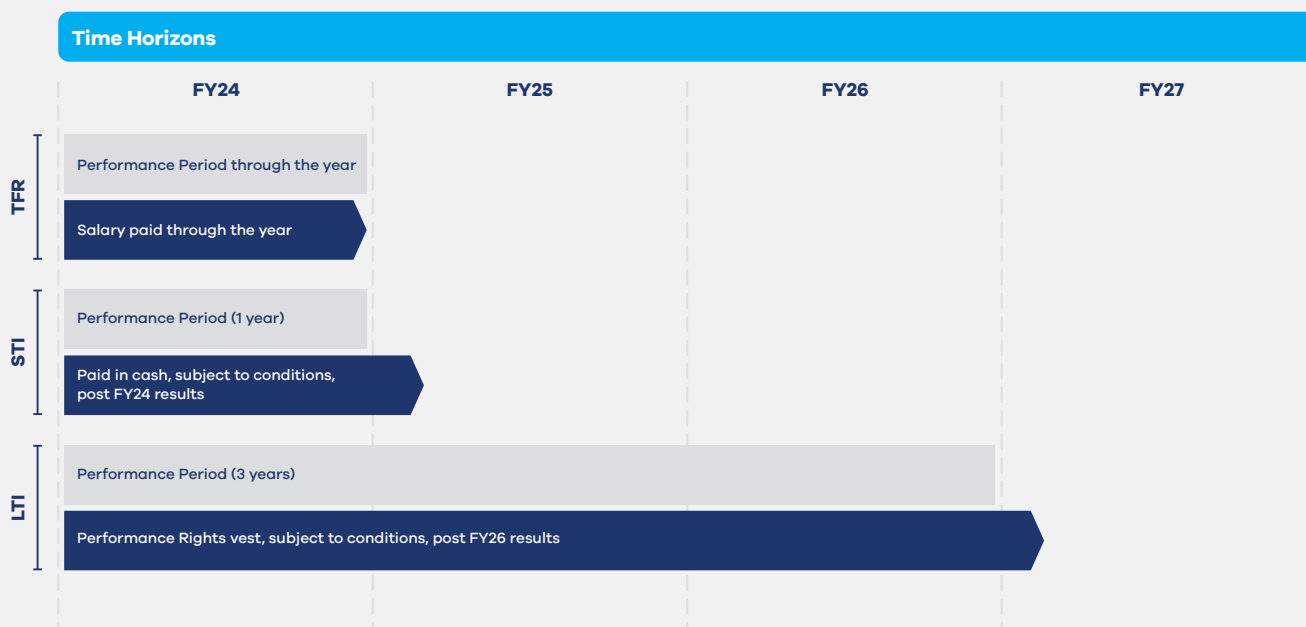 Time Horizons
FY24
FY25
FY26
FY27
TFR
Performance Period through the year
Salary paid through the year
STI
Performance Period (1 year)
Paid in cash, subject to conditions,
post FY24 results
LTI
Performance Period (3 years)
Performance Rights vest, subject to conditions, post FY26 results